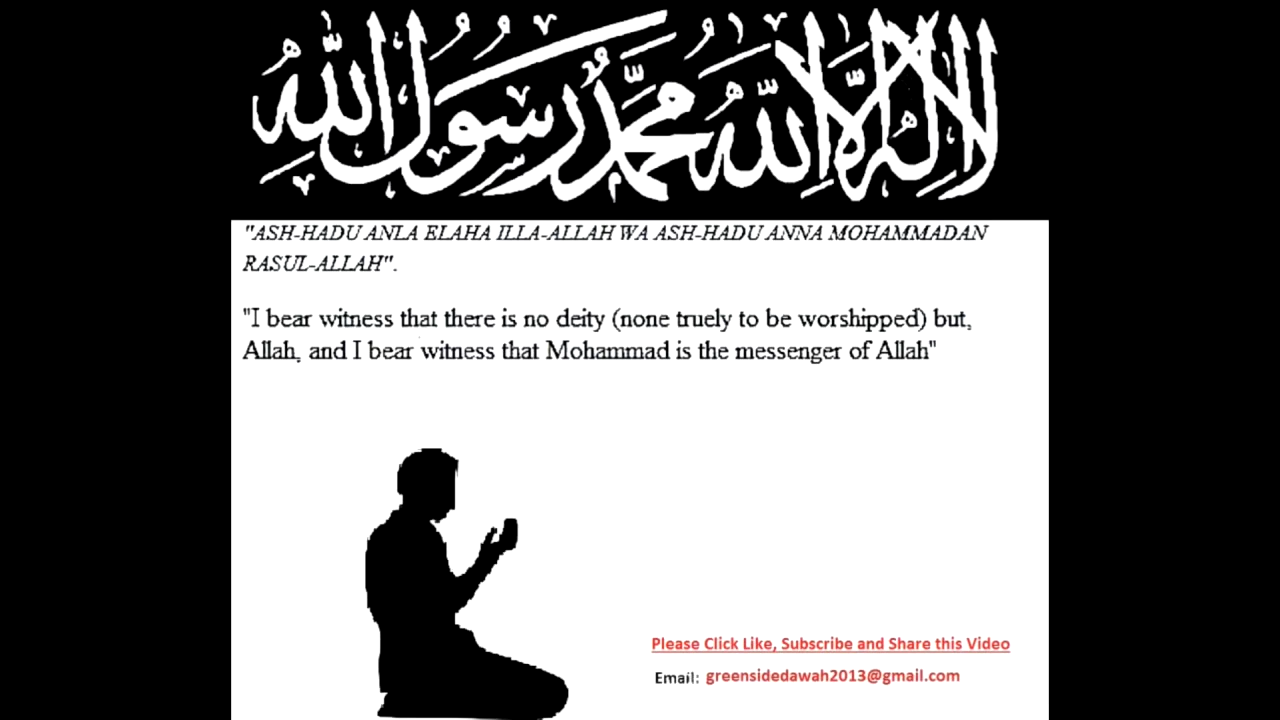 لا إله إلا الله محمد رسول الله
"ASH-HADU ANLA ELAHA ILLA-ALLAH WA ASH-HADU ANNA MOHAMMADAN
RASUL-ALLAH".
"I bear witness that there is no deity (none truely to be worshipped) but,
Allah, and I bear witness that Mohammad is the messenger of Allah"
Please Click Like, Subscribe and Share this Video
Email: greensidedawah2013@gmail.com